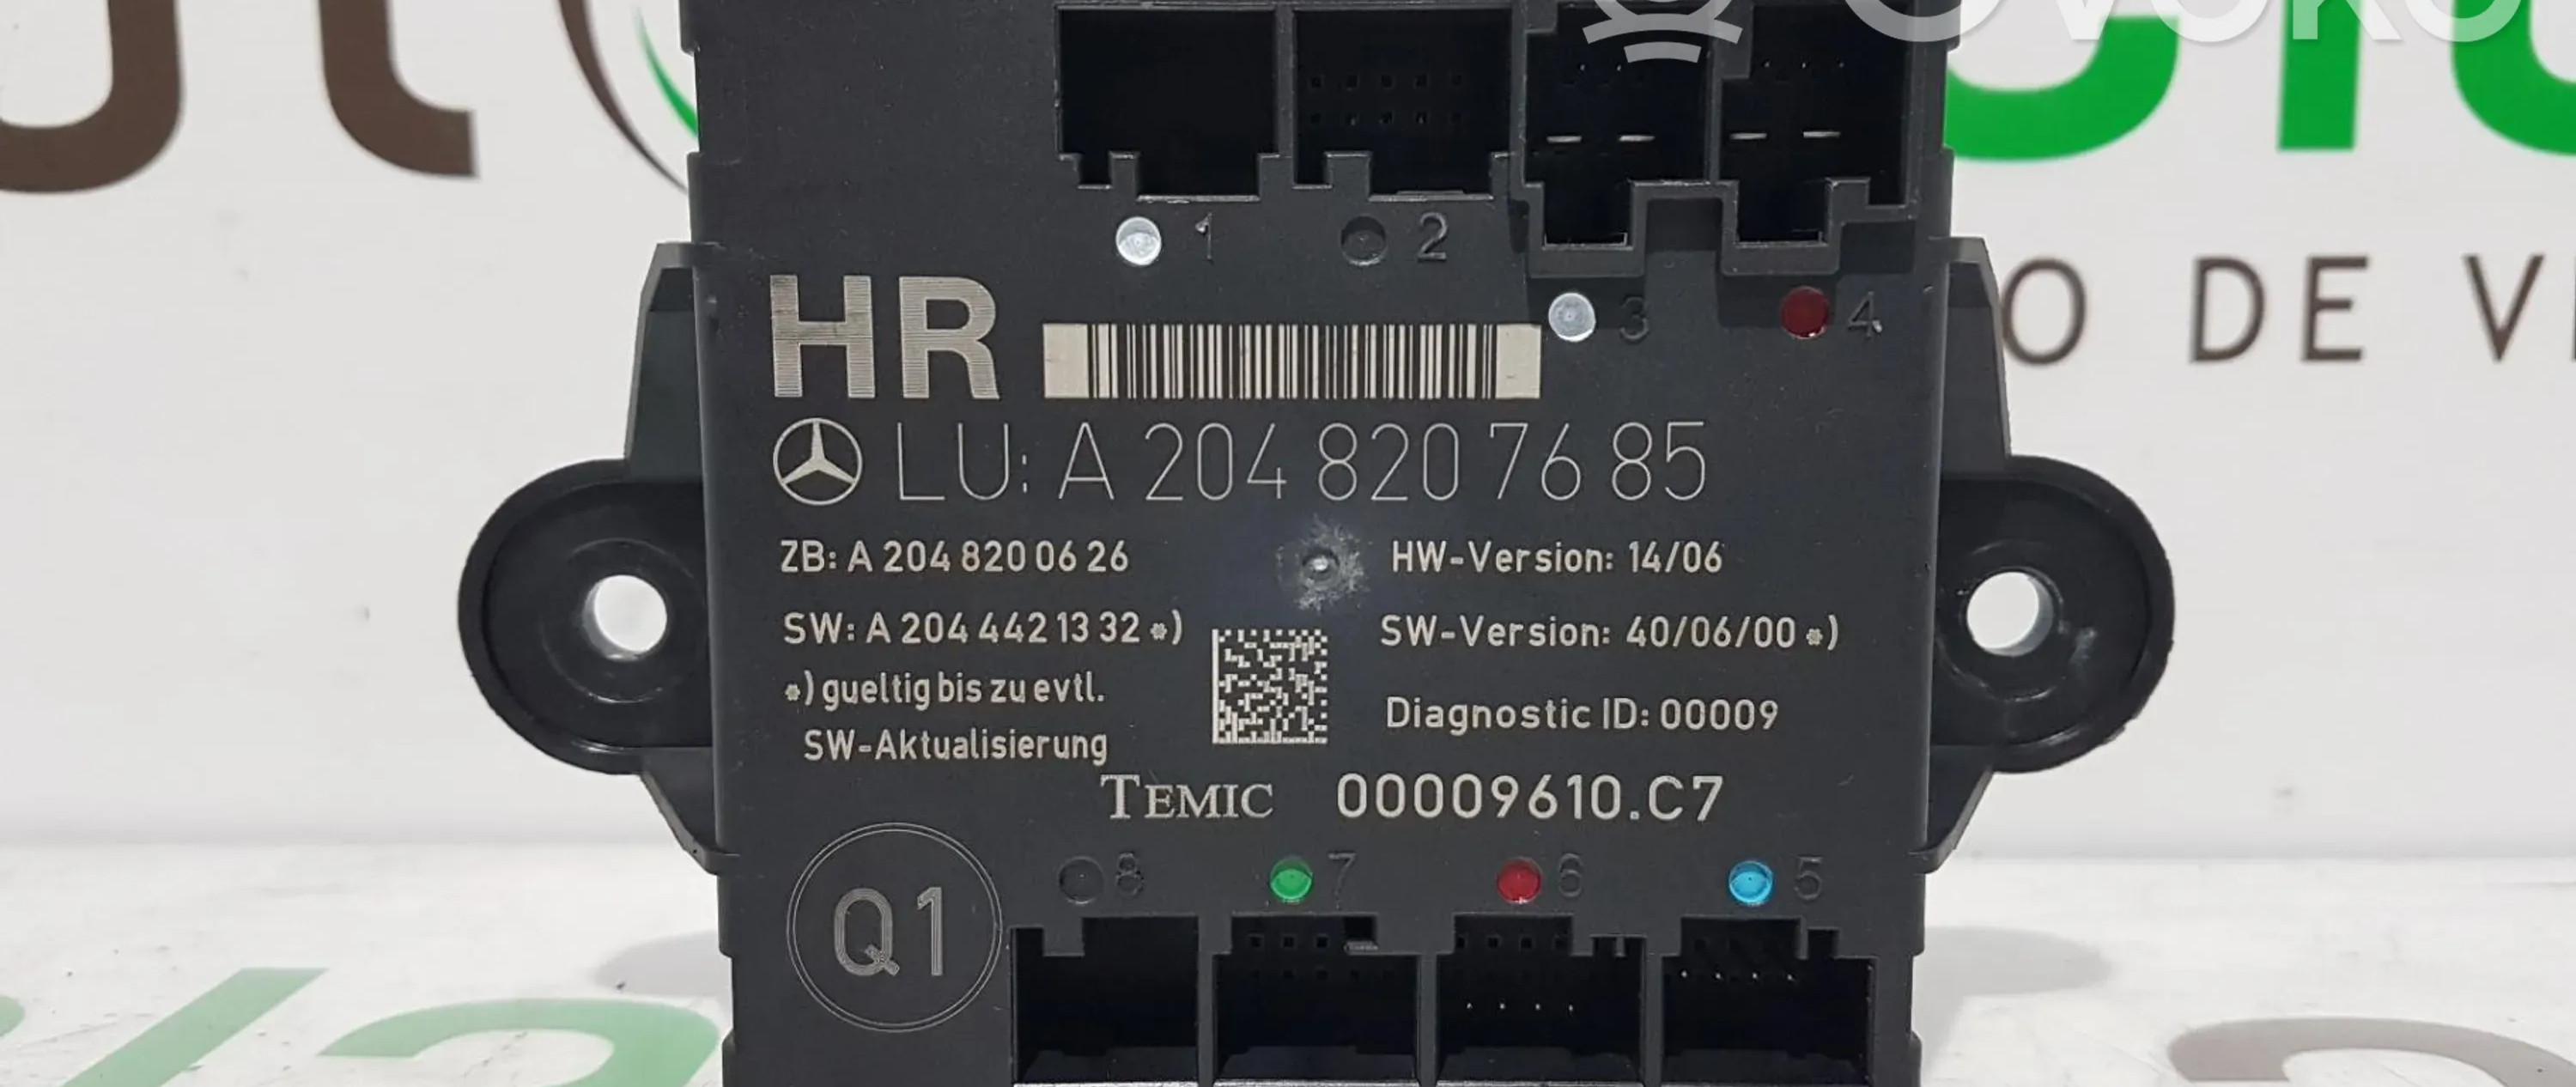 1 2
3 4
HR
LU: A 204 820 76 85
ZB: A 204 820 06 26
HW-Version: 14/06
SW: A 204 442 13 32 *)
SW-Version: 40/06/00 *)
*) gueltig bis zu evtl.
SW-Aktualisierung
Diagnostic ID: 00009
TEMIC 00009610.C7
8 7 6 5
Q1
O DE V